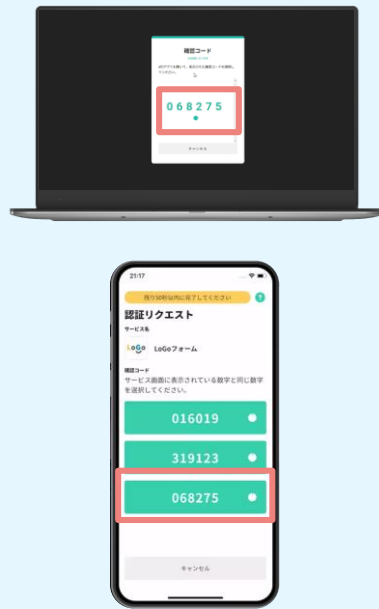 確認コード
068275
キャンセル
21:17
残り50秒以内に完了してください
?
認証リクエスト
サービス名
LoGo
LoGoフォーム
確認コード
サービス画面に表示されている数字と同じ数字
を選択してください。
016019
319123
068275
キャンセル